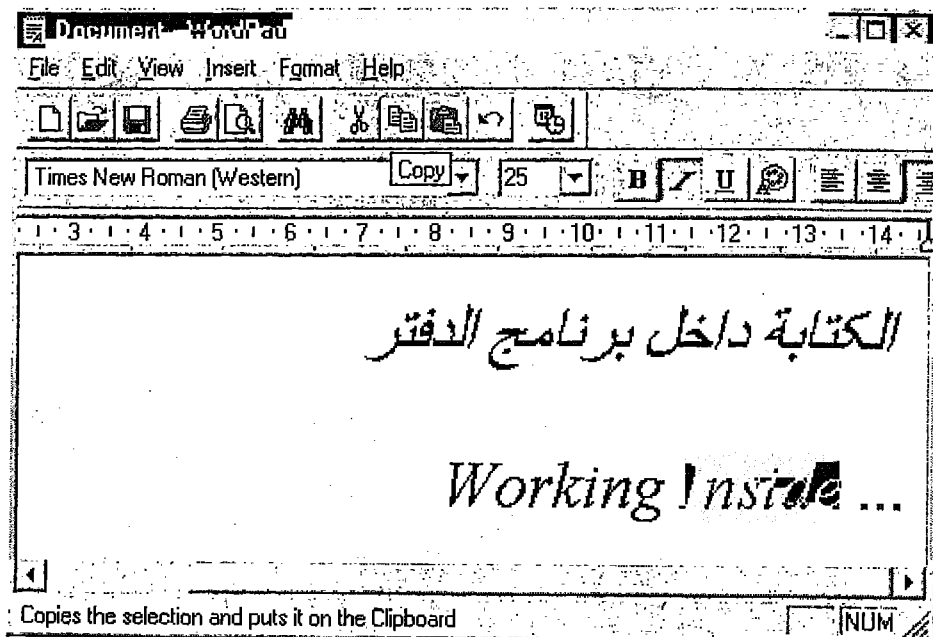 Document - WordPad
File Edit View Insert Format Help
Times New Roman (Western) Copy 25 B I U
3 4 5 6 7 8 9 10 11 12 13 14
الكتابة داخل برنامج الدفتر
Working Inside ...
Copies the selection and puts it on the Clipboard NUM